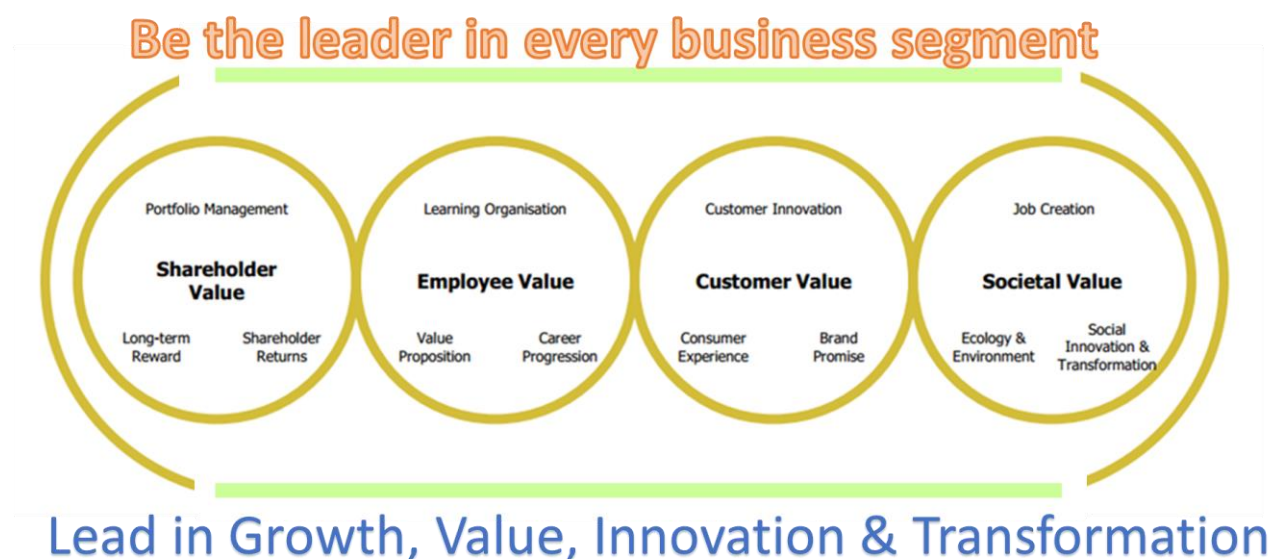 Be the leader in every business segment
Portfolio Management
Shareholder
Value
Long-term
Reward
Shareholder
Returns
Learning Organisation
Employee Value
Value
Proposition
Career
Progression
Customer Innovation
Customer Value
Consumer
Experience
Brand
Promise
Job Creation
Societal Value
Ecology &
Environment
Social
Innovation &
Transformation
Lead in Growth, Value, Innovation & Transformation